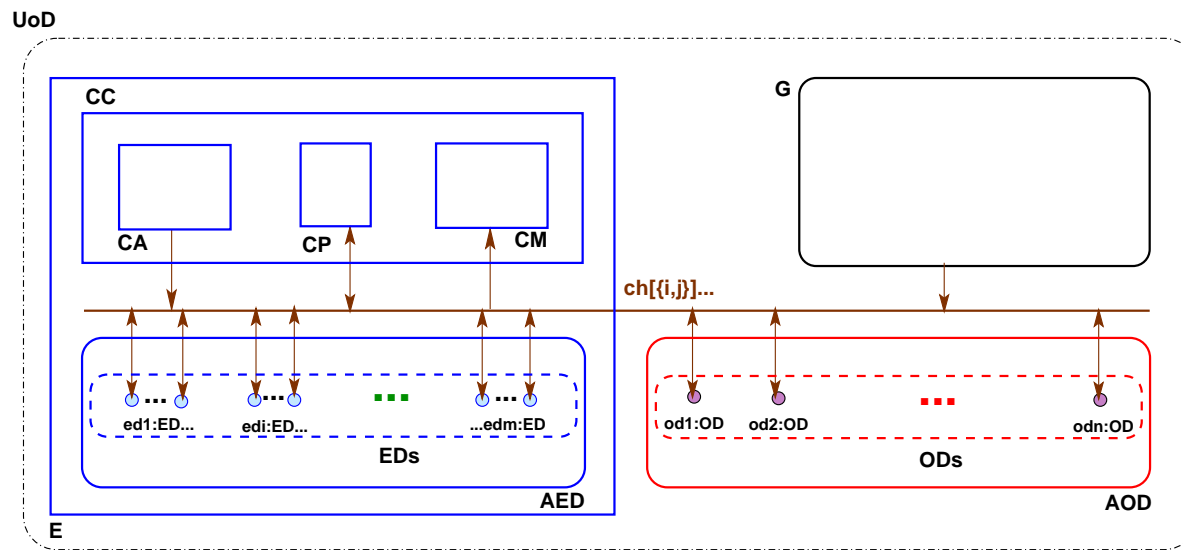 UoD
CC
G
CA
CP
CM
ch[{i,j}]...
... ... ... ... ...
ed1:ED... edi:ED... ...edm:ED
od1:OD od2:OD odn:OD
EDs
ODs
AED
AOD
E